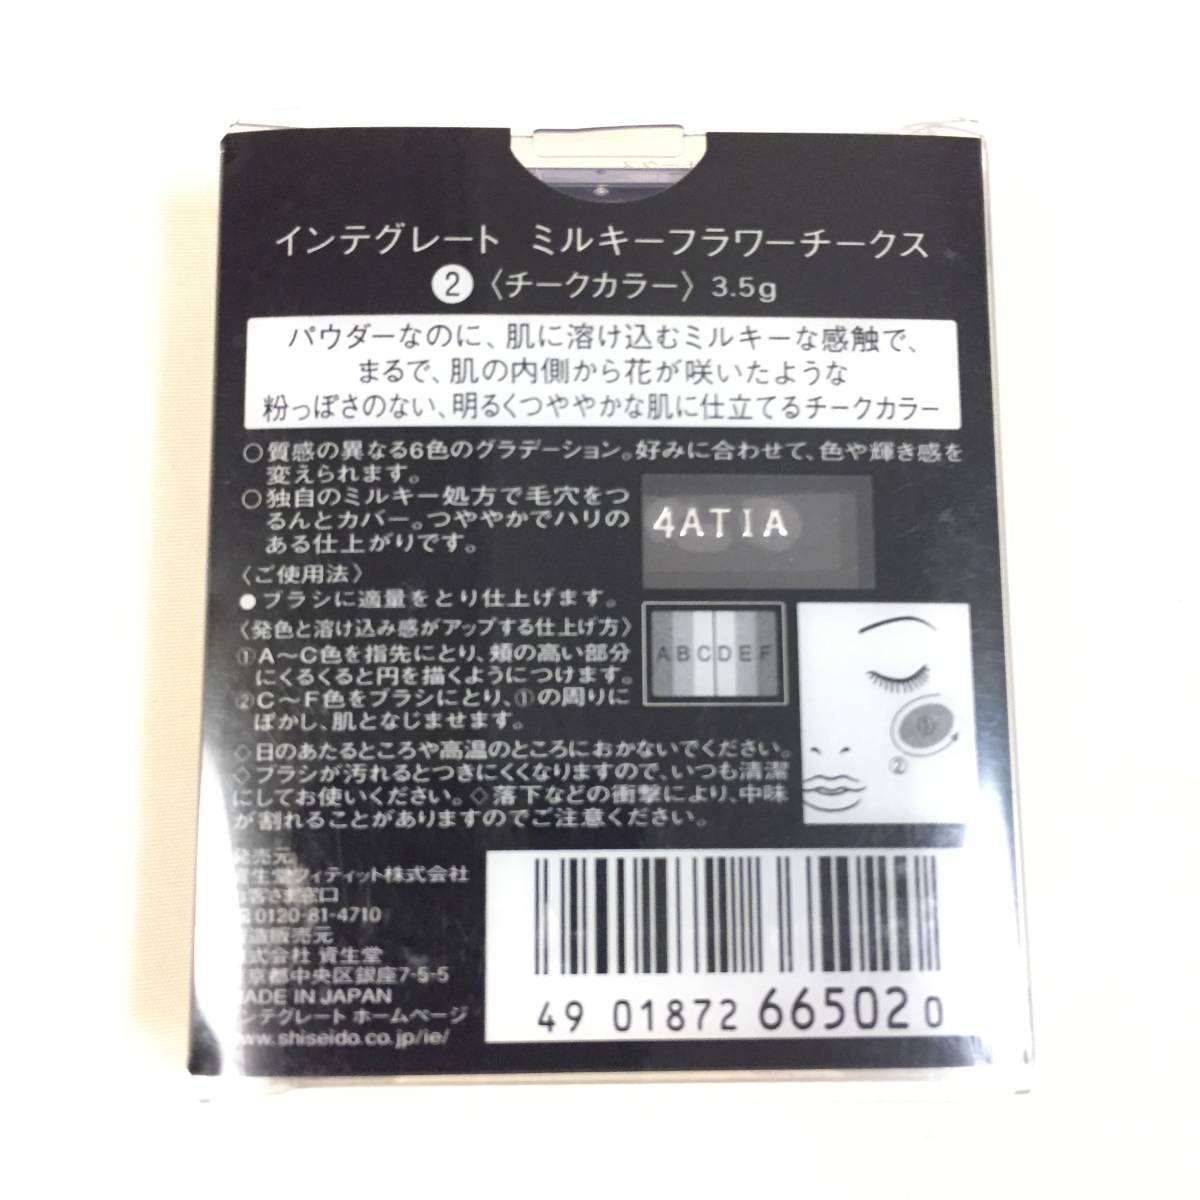 インテグレート ミルキーフラワーチークス
② 〈チークカラー〉 3.5g
パウダーなのに、肌に溶け込むミルキーな感触で、
まるで、肌の内側から花が咲いたような
粉っぽさのない、明るくつややかな肌に仕立てるチークカラー
○質感の異なる6色のグラデーション。好みに合わせて、色や輝き感を
変えられます。
○独自のミルキー処方で毛穴をつ
るんとカバー。つややかでハリの
ある仕上がりです。
4ATIA
〈ご使用法〉
●ブラシに適量をとり仕上げます。
〈発色と溶け込み感がアップする仕上げ方〉
①A〜C色を指先にとり、頬の高い部分
にくるくると円を描くようにつけます。
②C〜F色をブラシにとり、①の周りに
ぼかし、肌となじませます。
ABCDEF
①
②
◇日のあたるところや高温のところにおかないでください。
◇ブラシが汚れるとつきにくくなりますので、いつも清潔
にしてお使いください。◇落下などの衝撃により、中味
が割れることがありますのでご注意ください。
発売元
資生堂フィティット株式会社
お客さま窓口
0120-81-4710
製造販売元
株式会社 資生堂
東京都中央区銀座7-5-5
MADE IN JAPAN
インテグレート ホームページ
www.shiseido.co.jp/ie/
49 01872 66502 0